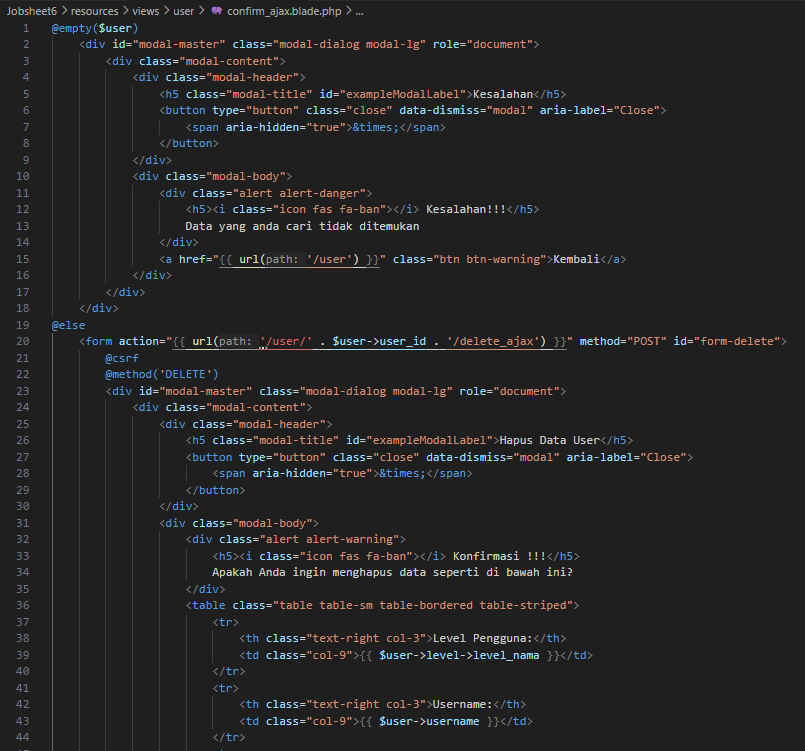 Jobsheet6 > resources > views > user > confirm_ajax.blade.php > ...
1 @empty($user)
2 <div id="modal-master" class="modal-dialog modal-lg" role="document">
3 <div class="modal-content">
4 <div class="modal-header">
5 <h5 class="modal-title" id="exampleModalLabel">Kesalahan</h5>
6 <button type="button" class="close" data-dismiss="modal" aria-label="Close">
7 <span aria-hidden="true">&times;</span>
8 </button>
9 </div>
10 <div class="modal-body">
11 <div class="alert alert-danger">
12 <h5><i class="icon fas fa-ban"></i> Kesalahan!!!</h5>
13 Data yang anda cari tidak ditemukan
14 </div>
15 <a href="{{ url(path: '/user') }}" class="btn btn-warning">Kembali</a>
16 </div>
17 </div>
18 </div>
19 @else
20 <form action="{{ url(path: '/user/' . $user->user_id . '/delete_ajax') }}" method="POST" id="form-delete">
21 @csrf
22 @method('DELETE')
23 <div id="modal-master" class="modal-dialog modal-lg" role="document">
24 <div class="modal-content">
25 <div class="modal-header">
26 <h5 class="modal-title" id="exampleModalLabel">Hapus Data User</h5>
27 <button type="button" class="close" data-dismiss="modal" aria-label="Close">
28 <span aria-hidden="true">&times;</span>
29 </button>
30 </div>
31 <div class="modal-body">
32 <div class="alert alert-warning">
33 <h5><i class="icon fas fa-ban"></i> Konfirmasi !!!</h5>
34 Apakah Anda ingin menghapus data seperti di bawah ini?
35 </div>
36 <table class="table table-sm table-bordered table-striped">
37 <tr>
38 <th class="text-right col-3">Level Pengguna:</th>
39 <td class="col-9">{{ $user->level->level_nama }}</td>
40 </tr>
41 <tr>
42 <th class="text-right col-3">Username:</th>
43 <td class="col-9">{{ $user->username }}</td>
44 </tr>